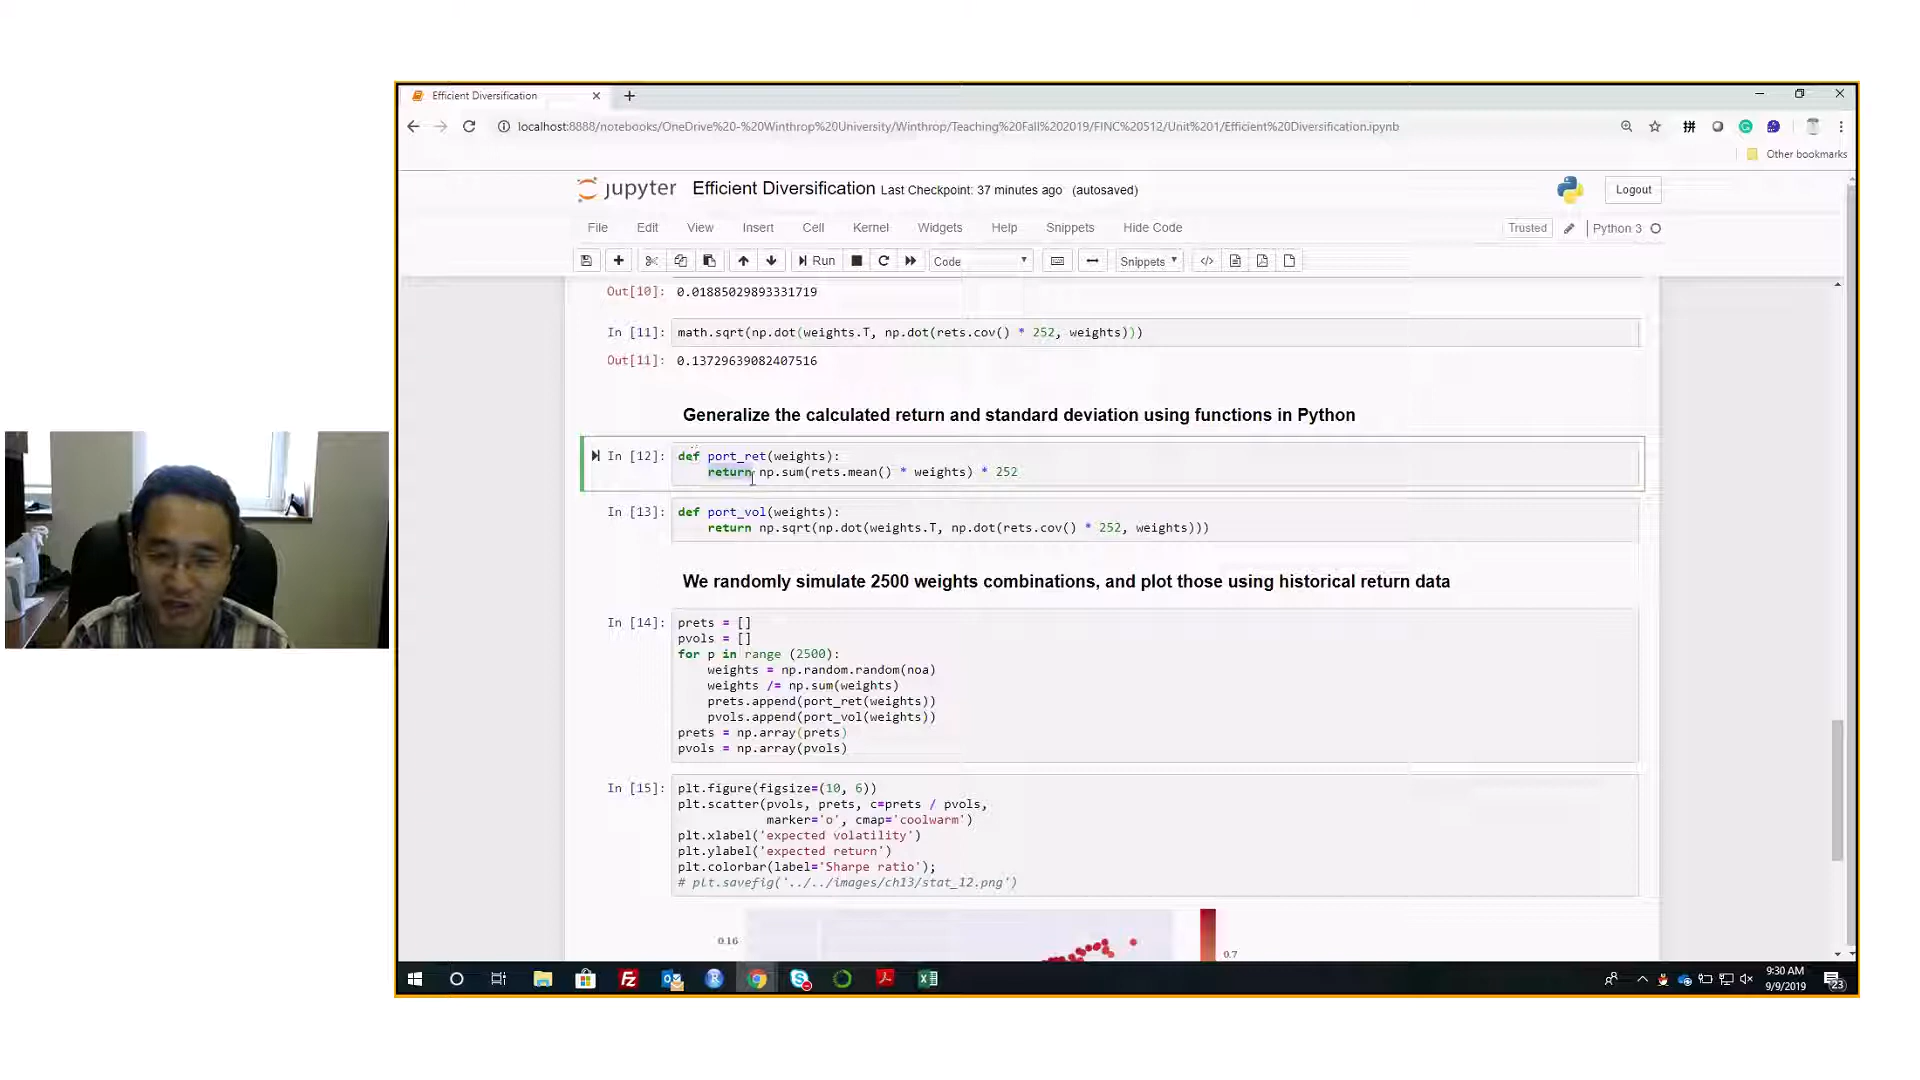 Efficient Diversification
localhost:8888/notebooks/OneDrive%20-%20Winthrop%20University/Winthrop/Teaching%20Fall%202019/FINC%20512/Unit%201/Efficient%20Diversification.ipynb
Other bookmarks
jupyter Efficient Diversification Last Checkpoint: 37 minutes ago (autosaved)
Logout
File Edit View Insert Cell Kernel Widgets Help Snippets Hide Code
Trusted Python 3
Run Code Snippets
Out[10]: 0.01885029893331719
In [11]: math.sqrt(np.dot(weights.T, np.dot(rets.cov() * 252, weights)))
Out[11]: 0.13729639082407516
Generalize the calculated return and standard deviation using functions in Python
In [12]: def port_ret(weights):
return np.sum(rets.mean() * weights) * 252
In [13]: def port_vol(weights):
return np.sqrt(np.dot(weights.T, np.dot(rets.cov() * 252, weights)))
We randomly simulate 2500 weights combinations, and plot those using historical return data
In [14]: prets = []
pvols = []
for p in range (2500):
weights = np.random.random(noa)
weights /= np.sum(weights)
prets.append(port_ret(weights))
pvols.append(port_vol(weights))
prets = np.array(prets)
pvols = np.array(pvols)
In [15]: plt.figure(figsize=(10, 6))
plt.scatter(pvols, prets, c=prets / pvols,
marker='o', cmap='coolwarm')
plt.xlabel('expected volatility')
plt.ylabel('expected return')
plt.colorbar(label='Sharpe ratio');
# plt.savefig('../../images/ch13/stat_12.png')
0.16
0.7
9:30 AM
9/9/2019
23